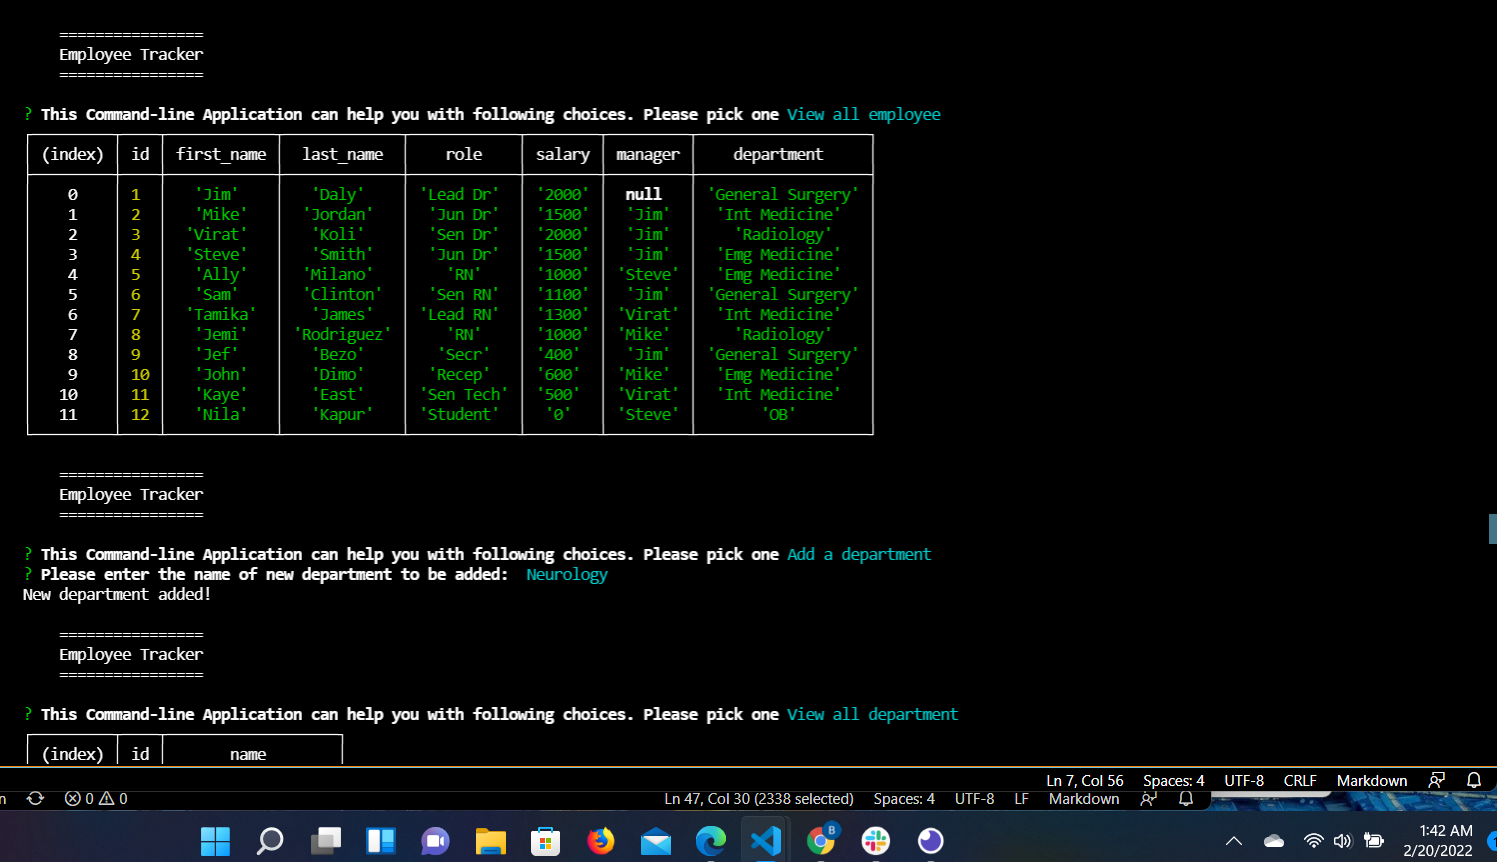 ================
Employee Tracker
================
? This Command-line Application can help you with following choices. Please pick one View all employee
(index) id first_name last_name role salary manager department
0 1 'Jim' 'Daly' 'Lead Dr' '2000' null 'General Surgery'
1 2 'Mike' 'Jordan' 'Jun Dr' '1500' 'Jim' 'Int Medicine'
2 3 'Virat' 'Koli' 'Sen Dr' '2000' 'Jim' 'Radiology'
3 4 'Steve' 'Smith' 'Jun Dr' '1500' 'Jim' 'Emg Medicine'
4 5 'Ally' 'Milano' 'RN' '1000' 'Steve' 'Emg Medicine'
5 6 'Sam' 'Clinton' 'Sen RN' '1100' 'Jim' 'General Surgery'
6 7 'Tamika' 'James' 'Lead RN' '1300' 'Virat' 'Int Medicine'
7 8 'Jemi' 'Rodriguez' 'RN' '1000' 'Mike' 'Radiology'
8 9 'Jef' 'Bezo' 'Secr' '400' 'Jim' 'General Surgery'
9 10 'John' 'Dimo' 'Recep' '600' 'Mike' 'Emg Medicine'
10 11 'Kaye' 'East' 'Sen Tech' '500' 'Virat' 'Int Medicine'
11 12 'Nila' 'Kapur' 'Student' '0' 'Steve' 'OB'
================
Employee Tracker
================
? This Command-line Application can help you with following choices. Please pick one Add a department
? Please enter the name of new department to be added: Neurology
New department added!
================
Employee Tracker
================
? This Command-line Application can help you with following choices. Please pick one View all department
(index) id name
Ln 7, Col 56 Spaces: 4 UTF-8 CRLF Markdown
n 0 0 Ln 47, Col 30 (2338 selected) Spaces: 4 UTF-8 LF Markdown
B
1:42 AM
2/20/2022